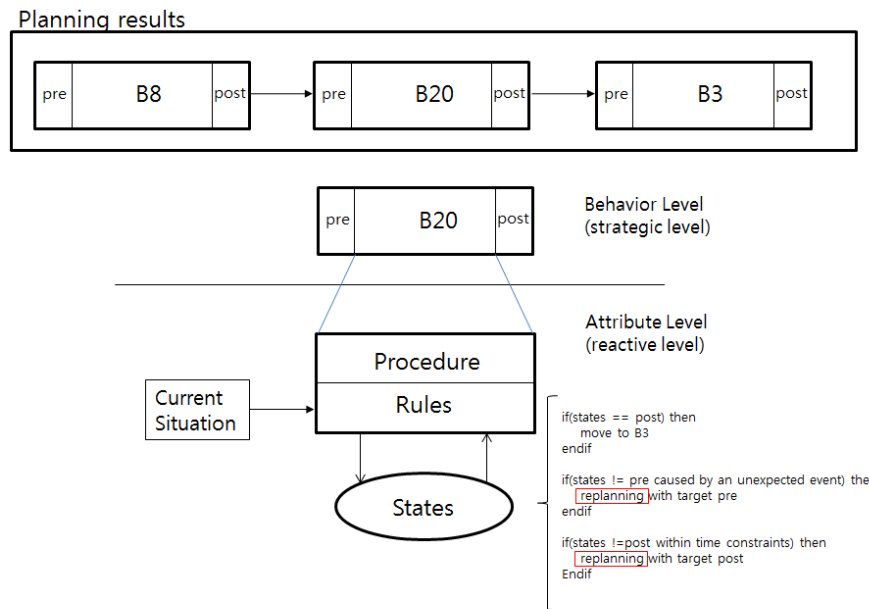 Planning results
pre B8 post pre B20 post pre B3 post
pre B20 post
Behavior Level
(strategic level)
Attribute Level
(reactive level)
Procedure
Rules
Current
Situation
States
if(states == post) then
move to B3
endif
if(states != pre caused by an unexpected event) the
replanning with target pre
endif
if(states !=post within time constraints) then
replanning with target post
Endif